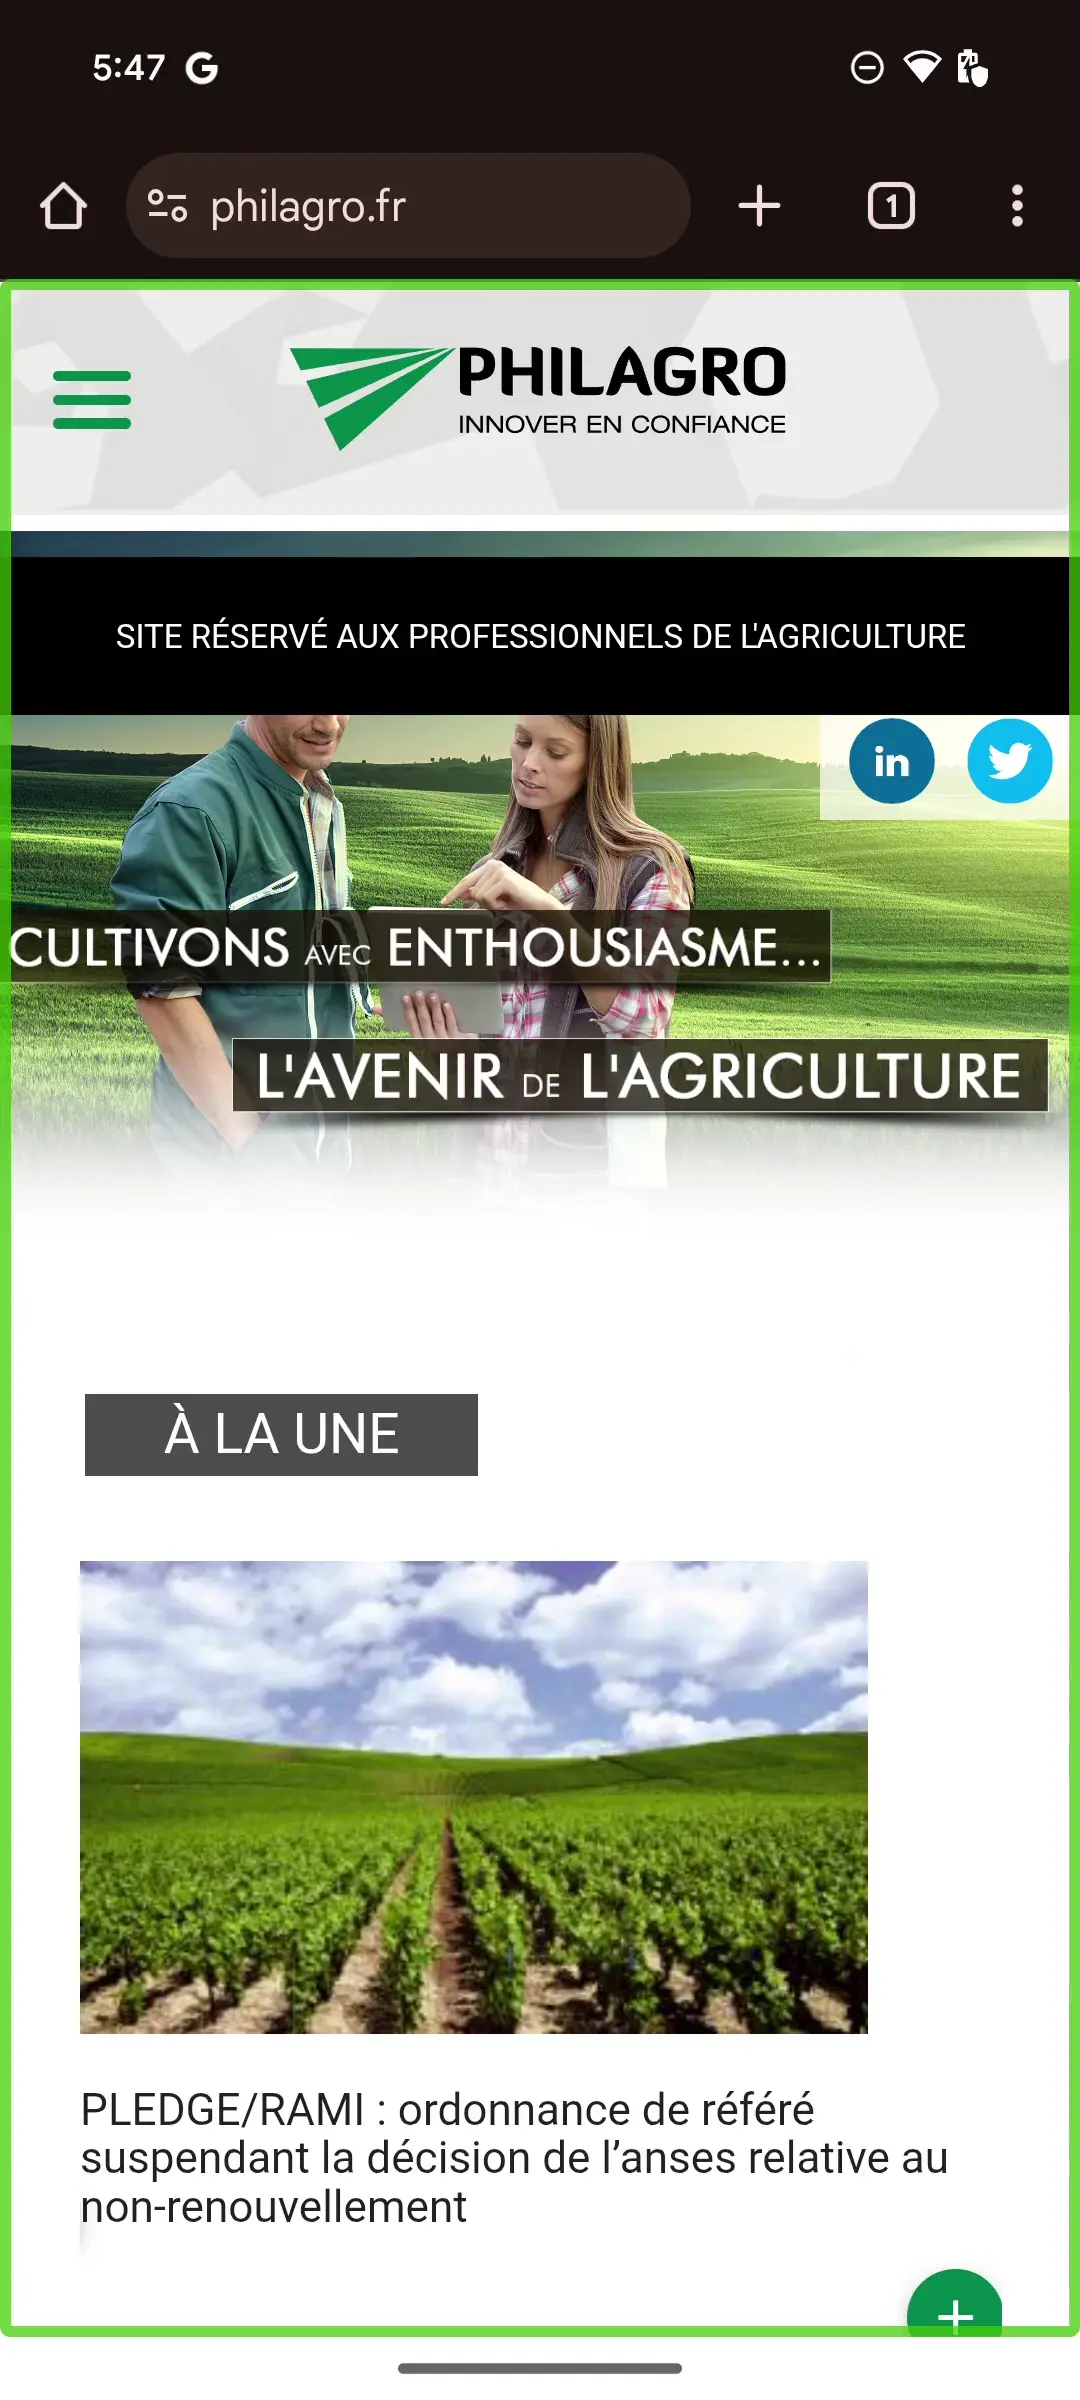 5:47
philagro.fr
1
PHILAGRO
INNOVER EN CONFIANCE
SITE RÉSERVÉ AUX PROFESSIONNELS DE L'AGRICULTURE
in
CULTIVONS AVEC ENTHOUSIASME...
L'AVENIR DE L'AGRICULTURE
À LA UNE
PLEDGE/RAMI : ordonnance de référé
suspendant la décision de l’anses relative au
non-renouvellement
+